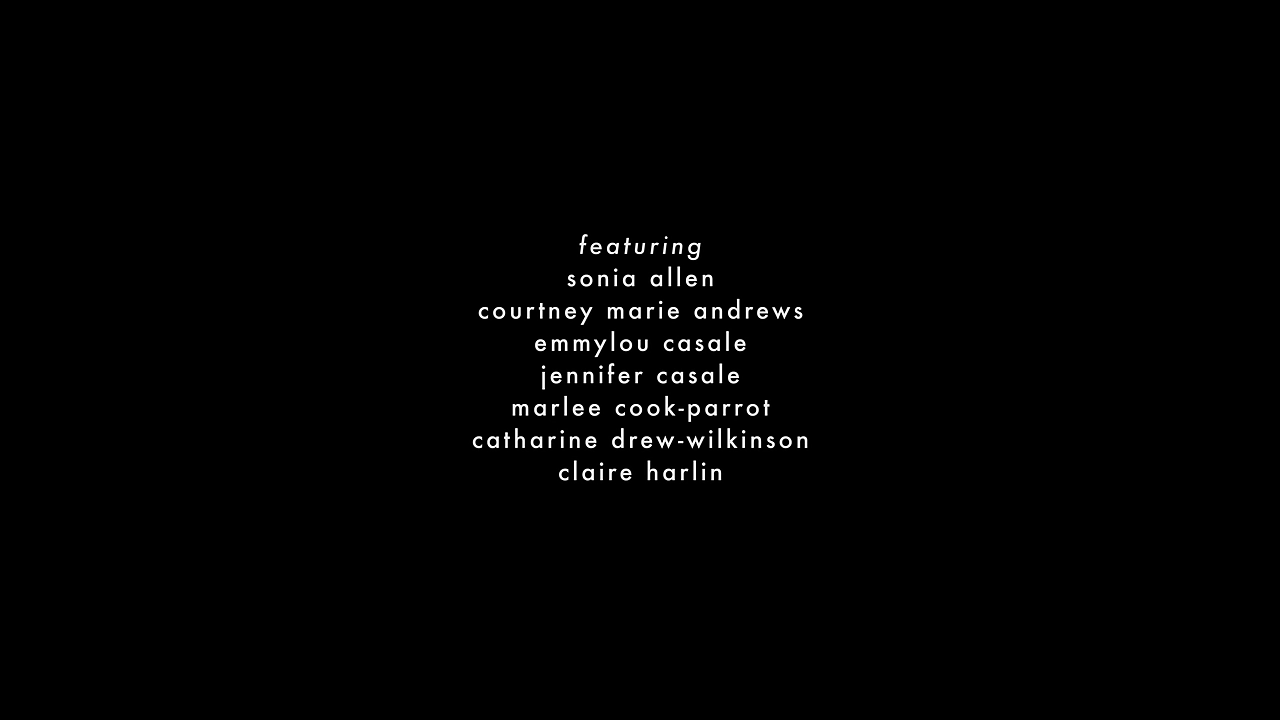 featuring
sonia allen
courtney marie andrews
emmylou casale
jennifer casale
marlee cook-parrot
catharine drew-wilkinson
claire harlin